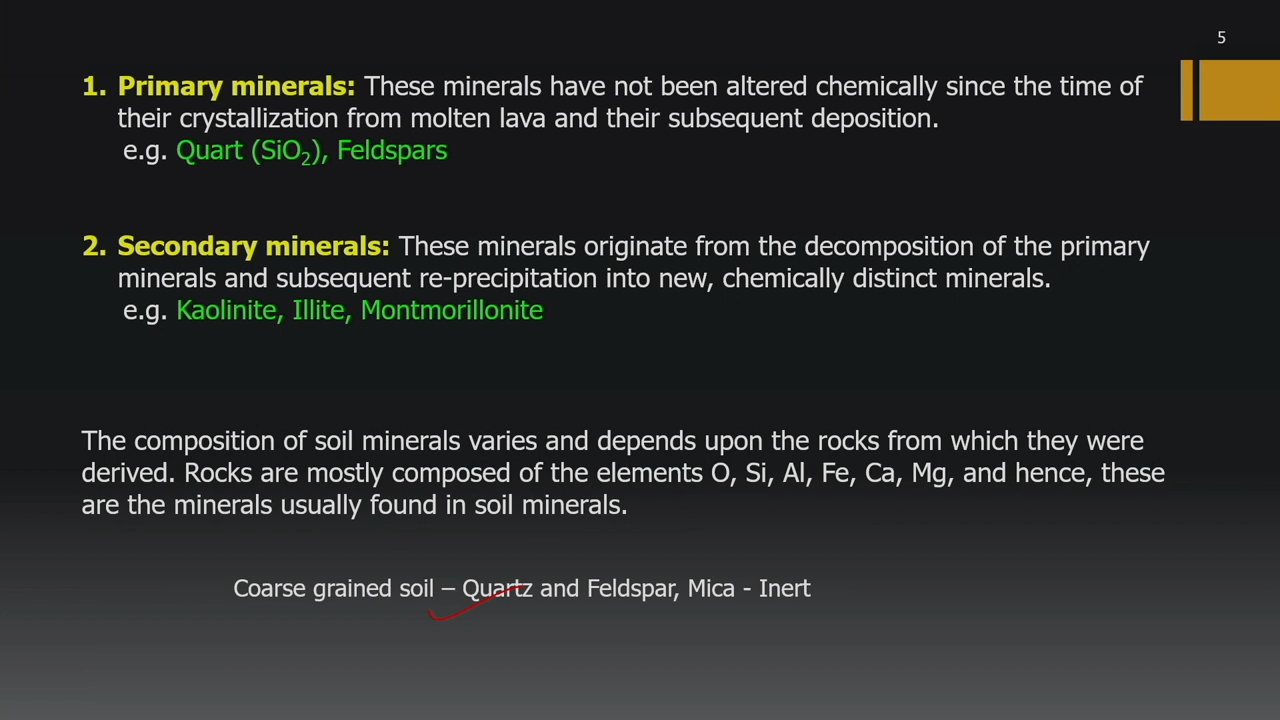 5
1. Primary minerals: These minerals have not been altered chemically since the time of
their crystallization from molten lava and their subsequent deposition.
e.g. Quart (SiO₂), Feldspars
2. Secondary minerals: These minerals originate from the decomposition of the primary
minerals and subsequent re-precipitation into new, chemically distinct minerals.
e.g. Kaolinite, Illite, Montmorillonite
The composition of soil minerals varies and depends upon the rocks from which they were
derived. Rocks are mostly composed of the elements O, Si, Al, Fe, Ca, Mg, and hence, these
are the minerals usually found in soil minerals.
Coarse grained soil – Quartz and Feldspar, Mica - Inert